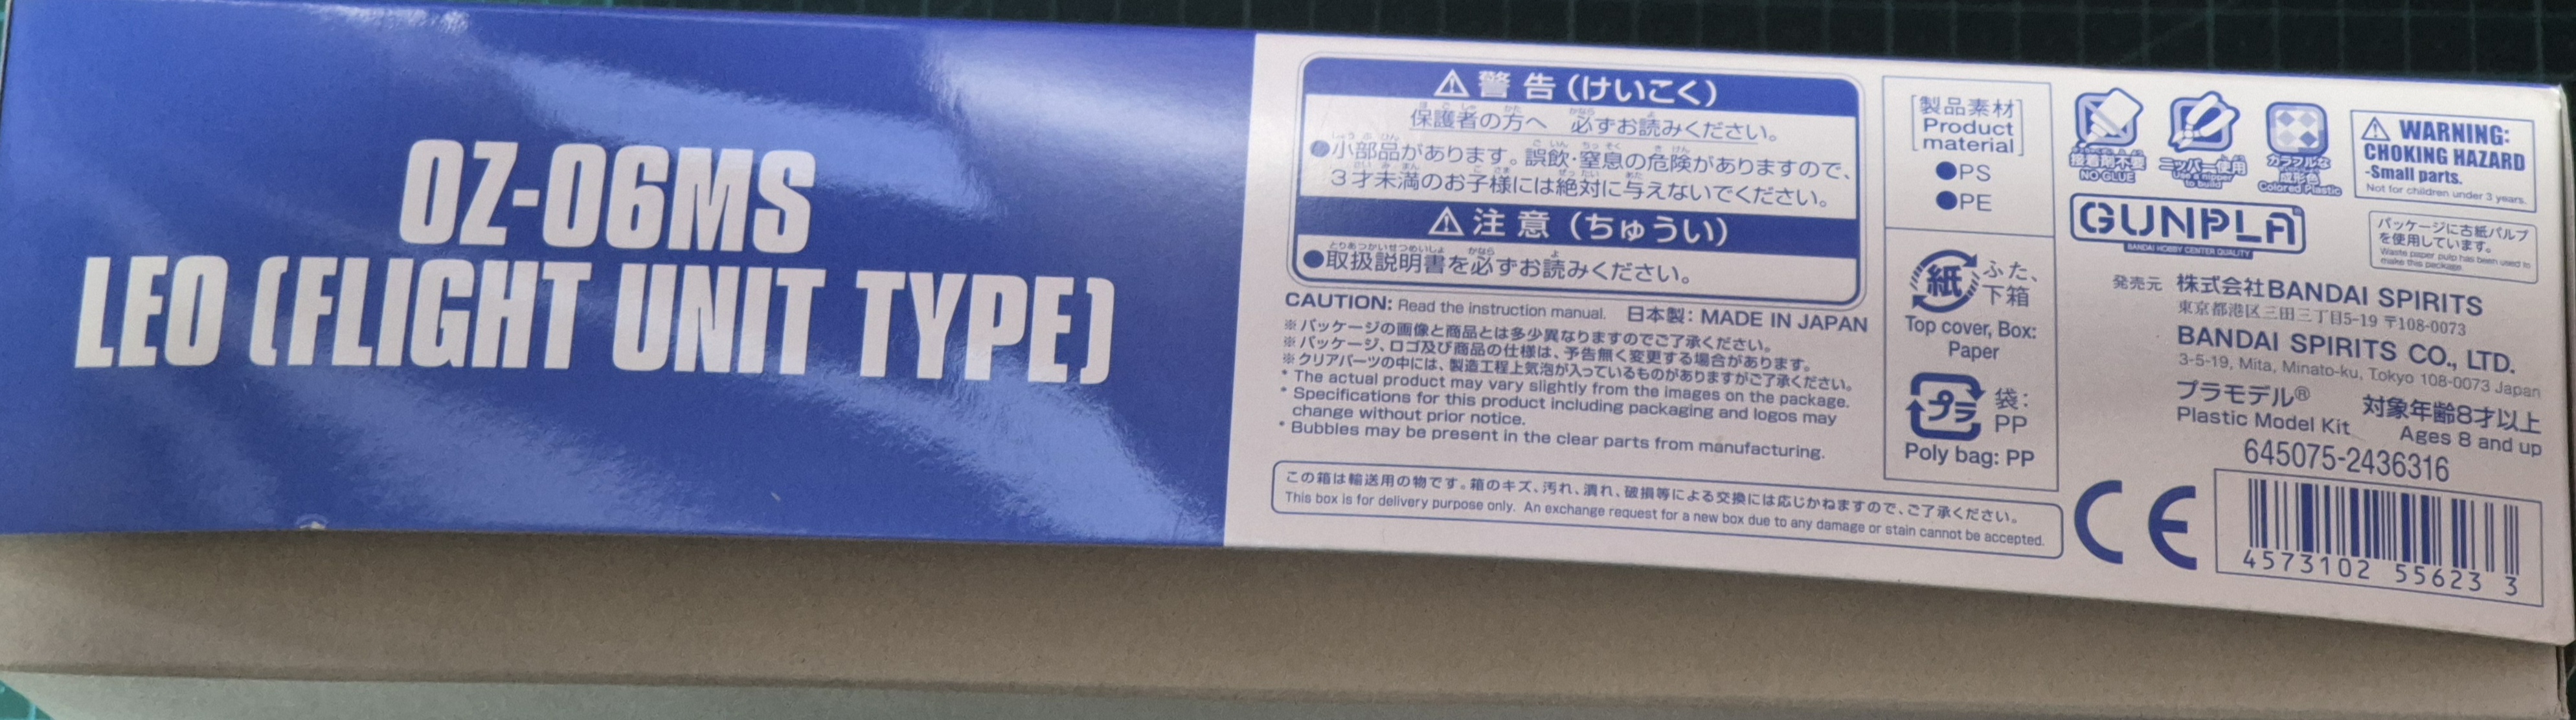 OZ-06MS
LEO (FLIGHT UNIT TYPE)
⚠警告(けいこく)
保護者の方へ 必ずお読みください。
●小部品があります。誤飲・窒息の危険がありますので、
3才未満のお子様には絶対に与えないでください。
⚠注意(ちゅうい)
●取扱説明書を必ずお読みください。
CAUTION: Read the instruction manual. 日本製:MADE IN JAPAN
※パッケージの画像と商品とは多少異なりますのでご了承ください。
※パッケージ、ロゴ及び商品の仕様は、予告無く変更する場合があります。
※クリアパーツの中には、製造工程上気泡が入っているものがありますがご了承ください。
* The actual product may vary slightly from the images on the package.
* Specifications for this product including packaging and logos may
change without prior notice.
* Bubbles may be present in the clear parts from manufacturing.
この箱は輸送用の物です。箱のキズ、汚れ、潰れ、破損等による交換には応じかねますので、ご了承ください。
This box is for delivery purpose only. An exchange request for a new box due to any damage or stain cannot be accepted.
[製品素材]
Product
material
●PS
●PE
紙 ふた、
下箱
Top cover, Box:
Paper
プラ 袋:
PP
Poly bag: PP
接着剤不要
NO GLUE
ニッパー使用
Use a nipper
to build
カラフルな
成形色
Colored Plastic
⚠WARNING:
CHOKING HAZARD
-Small parts.
Not for children under 3 years.
GUNPLA
BANDAI HOBBY CENTER QUALITY
パッケージに古紙パルプ
を使用しています。
Waste paper pulp has been used to
make this package
発売元 株式会社BANDAI SPIRITS
東京都港区三田三丁目5-19 〒108-0073
BANDAI SPIRITS CO., LTD.
3-5-19, Mita, Minato-ku, Tokyo 108-0073 Japan
プラモデル® 対象年齢8才以上
Plastic Model Kit Ages 8 and up
645075-2436316
CE
4573102 55623 3